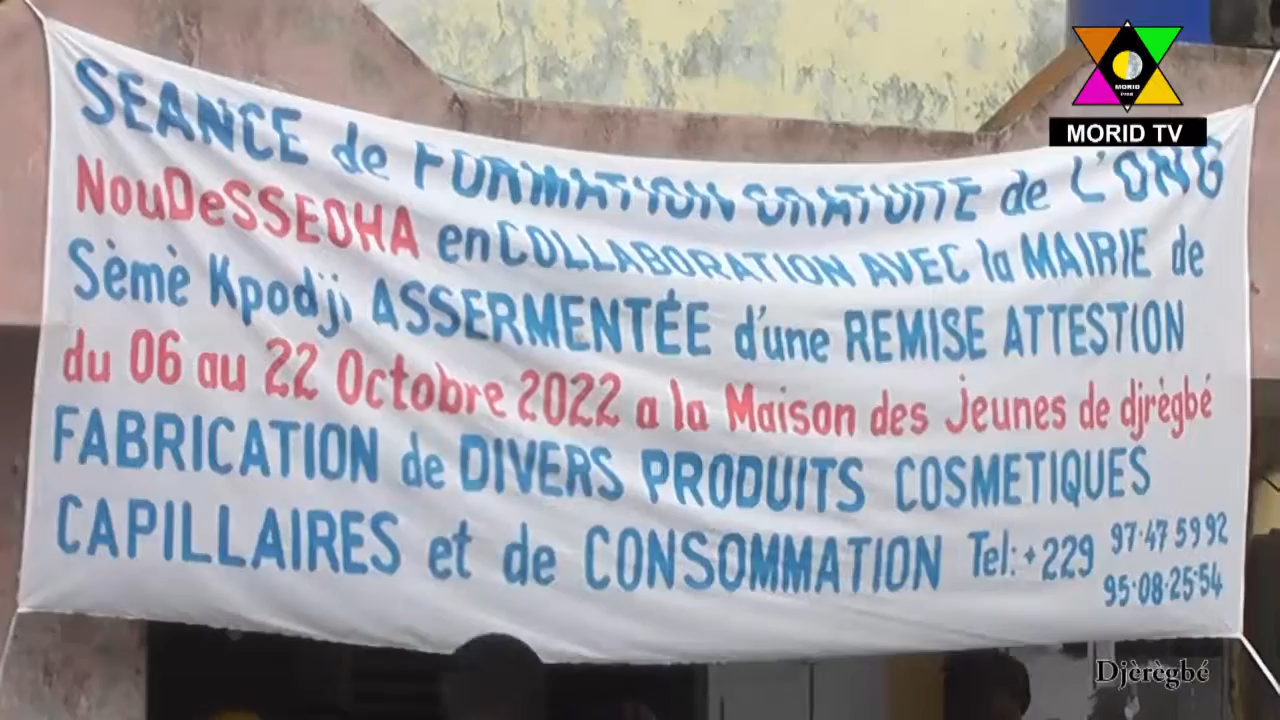 MORID TV
SEANCE de FORMATION GRATUITE de L'ONG
NouDeSSEOHA en COLLABORATION AVEC la MAIRIE de
Sèmè Kpodji ASSERMENTÉE d'une REMISE ATTESTION
du 06 au 22 Octobre 2022 a la Maison des Jeunes de djrègbé
FABRICATION de DIVERS PRODUITS COSMETIQUES
CAPILLAIRES et de CONSOMMATION Tel: +229 97·47 59 92
95·08·25·54
Djèrègbé